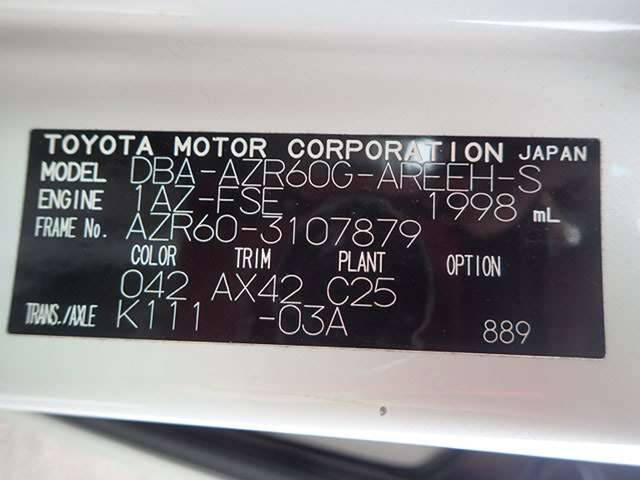 TOYOTA MOTOR CORPORATION JAPAN
MODEL DBA-AZR60G-AREEH-S
ENGINE 1AZ-FSE 1998 mL
FRAME No. AZR60-3107879
COLOR TRIM PLANT OPTION
042 AX42 C25
TRANS./AXLE K111 -03A 889